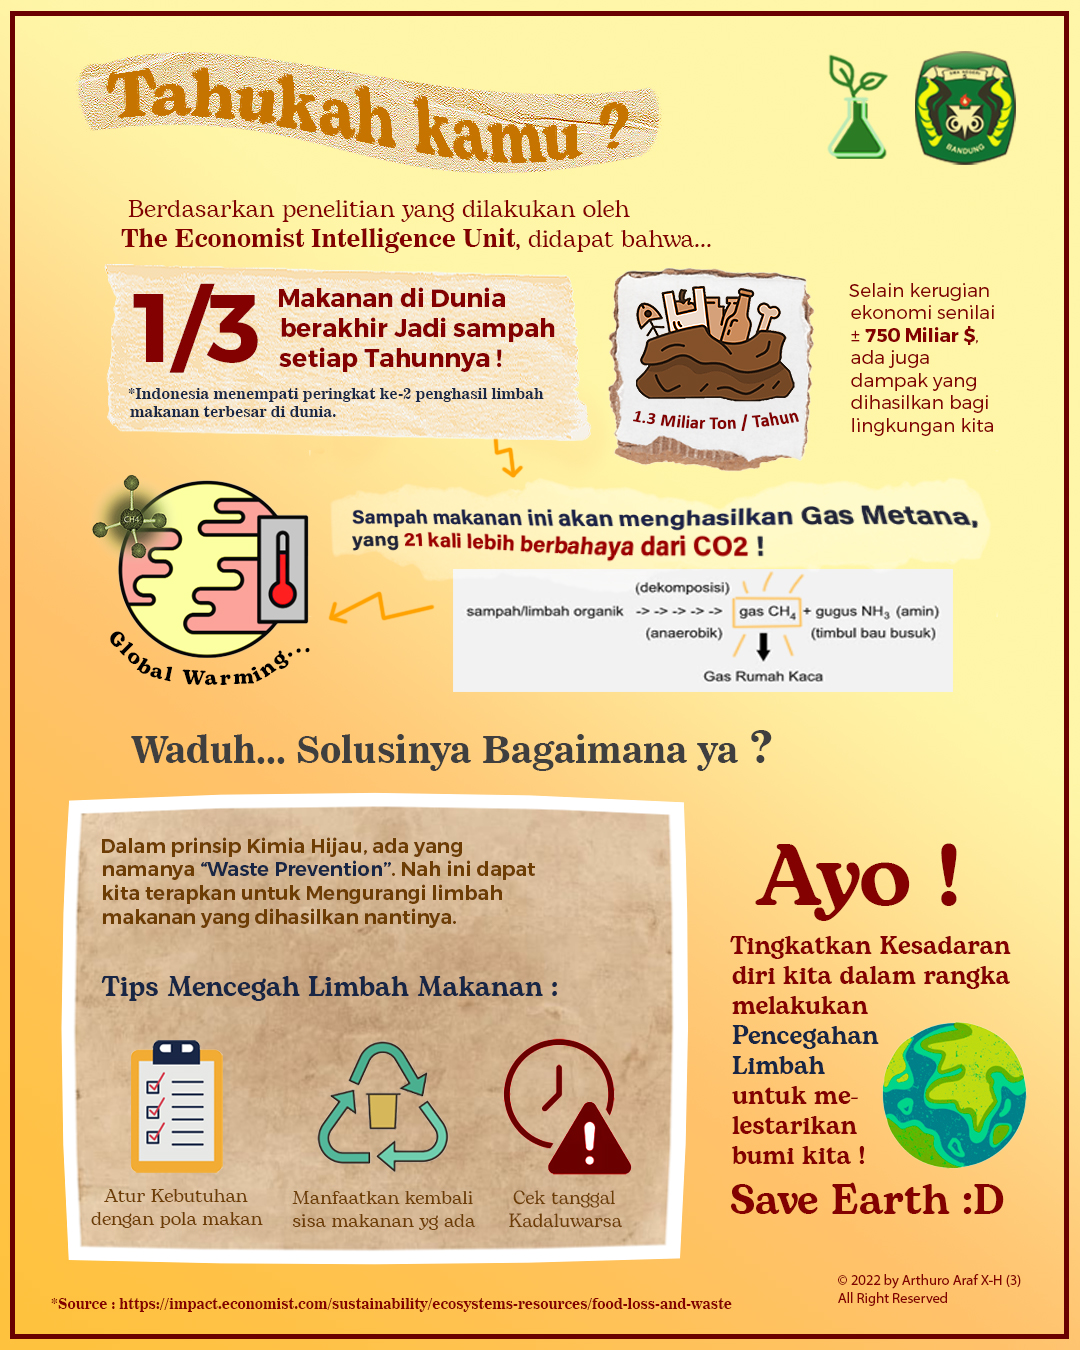 Tahukah kamu ?
SMA NEGERI
BANDUNG
Berdasarkan penelitian yang dilakukan oleh
The Economist Intelligence Unit, didapat bahwa...
1/3
Makanan di Dunia
berakhir Jadi sampah
setiap Tahunnya !
*Indonesia menempati peringkat ke-2 penghasil limbah
makanan terbesar di dunia.
1.3 Miliar Ton / Tahun
Selain kerugian
ekonomi senilai
± 750 Miliar $,
ada juga
dampak yang
dihasilkan bagi
lingkungan kita
CH4
Global Warming...
Sampah makanan ini akan menghasilkan Gas Metana,
yang 21 kali lebih berbahaya dari CO2 !
(dekomposisi)
sampah/limbah organik -> -> -> -> -> gas CH₄ + gugus NH₃ (amin)
(anaerobik) (timbul bau busuk)
Gas Rumah Kaca
Waduh... Solusinya Bagaimana ya ?
Dalam prinsip Kimia Hijau, ada yang
namanya “Waste Prevention”. Nah ini dapat
kita terapkan untuk Mengurangi limbah
makanan yang dihasilkan nantinya.
Tips Mencegah Limbah Makanan :
Atur Kebutuhan
dengan pola makan
Manfaatkan kembali
sisa makanan yg ada
Cek tanggal
Kadaluwarsa
Ayo !
Tingkatkan Kesadaran
diri kita dalam rangka
melakukan
Pencegahan
Limbah
untuk me-
lestarikan
bumi kita !
Save Earth :D
© 2022 by Arthuro Araf X-H (3)
All Right Reserved
*Source : https://impact.economist.com/sustainability/ecosystems-resources/food-loss-and-waste